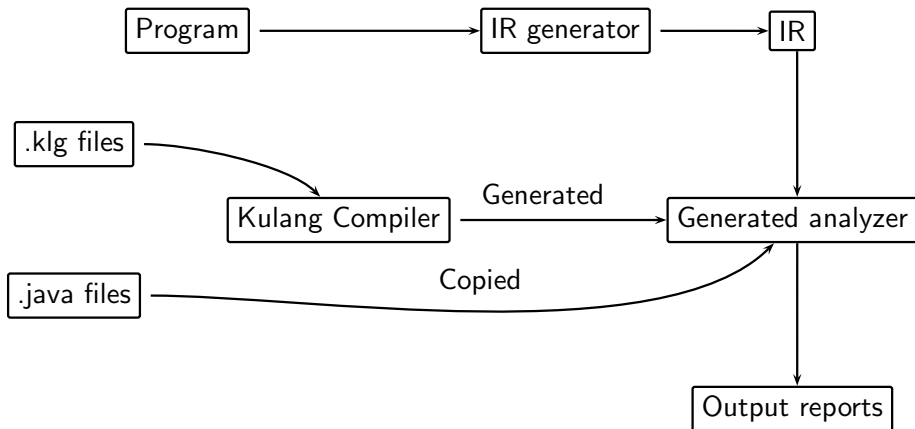 Program
IR generator
IR
.klg files
Generated
Kulang Compiler
Generated analyzer
.java files
Copied
Output reports